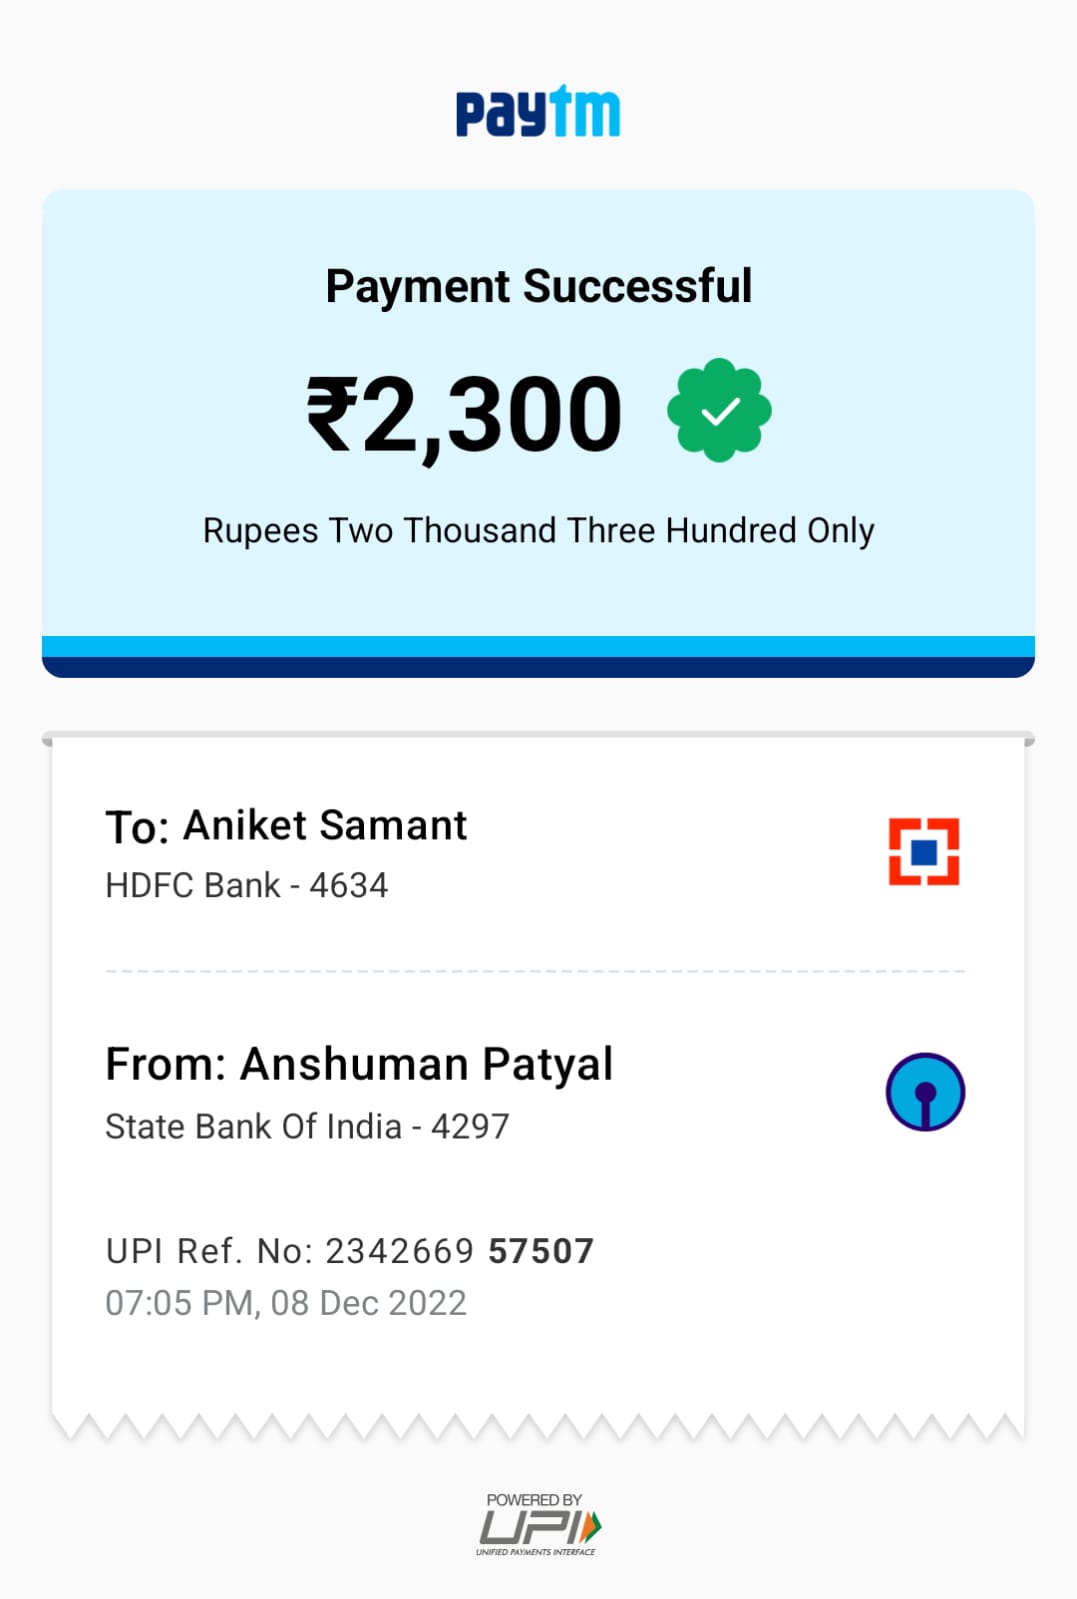 paytm
Payment Successful
₹2,300
Rupees Two Thousand Three Hundred Only
To: Aniket Samant
HDFC Bank - 4634
From: Anshuman Patyal
State Bank Of India - 4297
UPI Ref. No: 2342669 57507
07:05 PM, 08 Dec 2022
POWERED BY
UPI
UNIFIED PAYMENTS INTERFACE